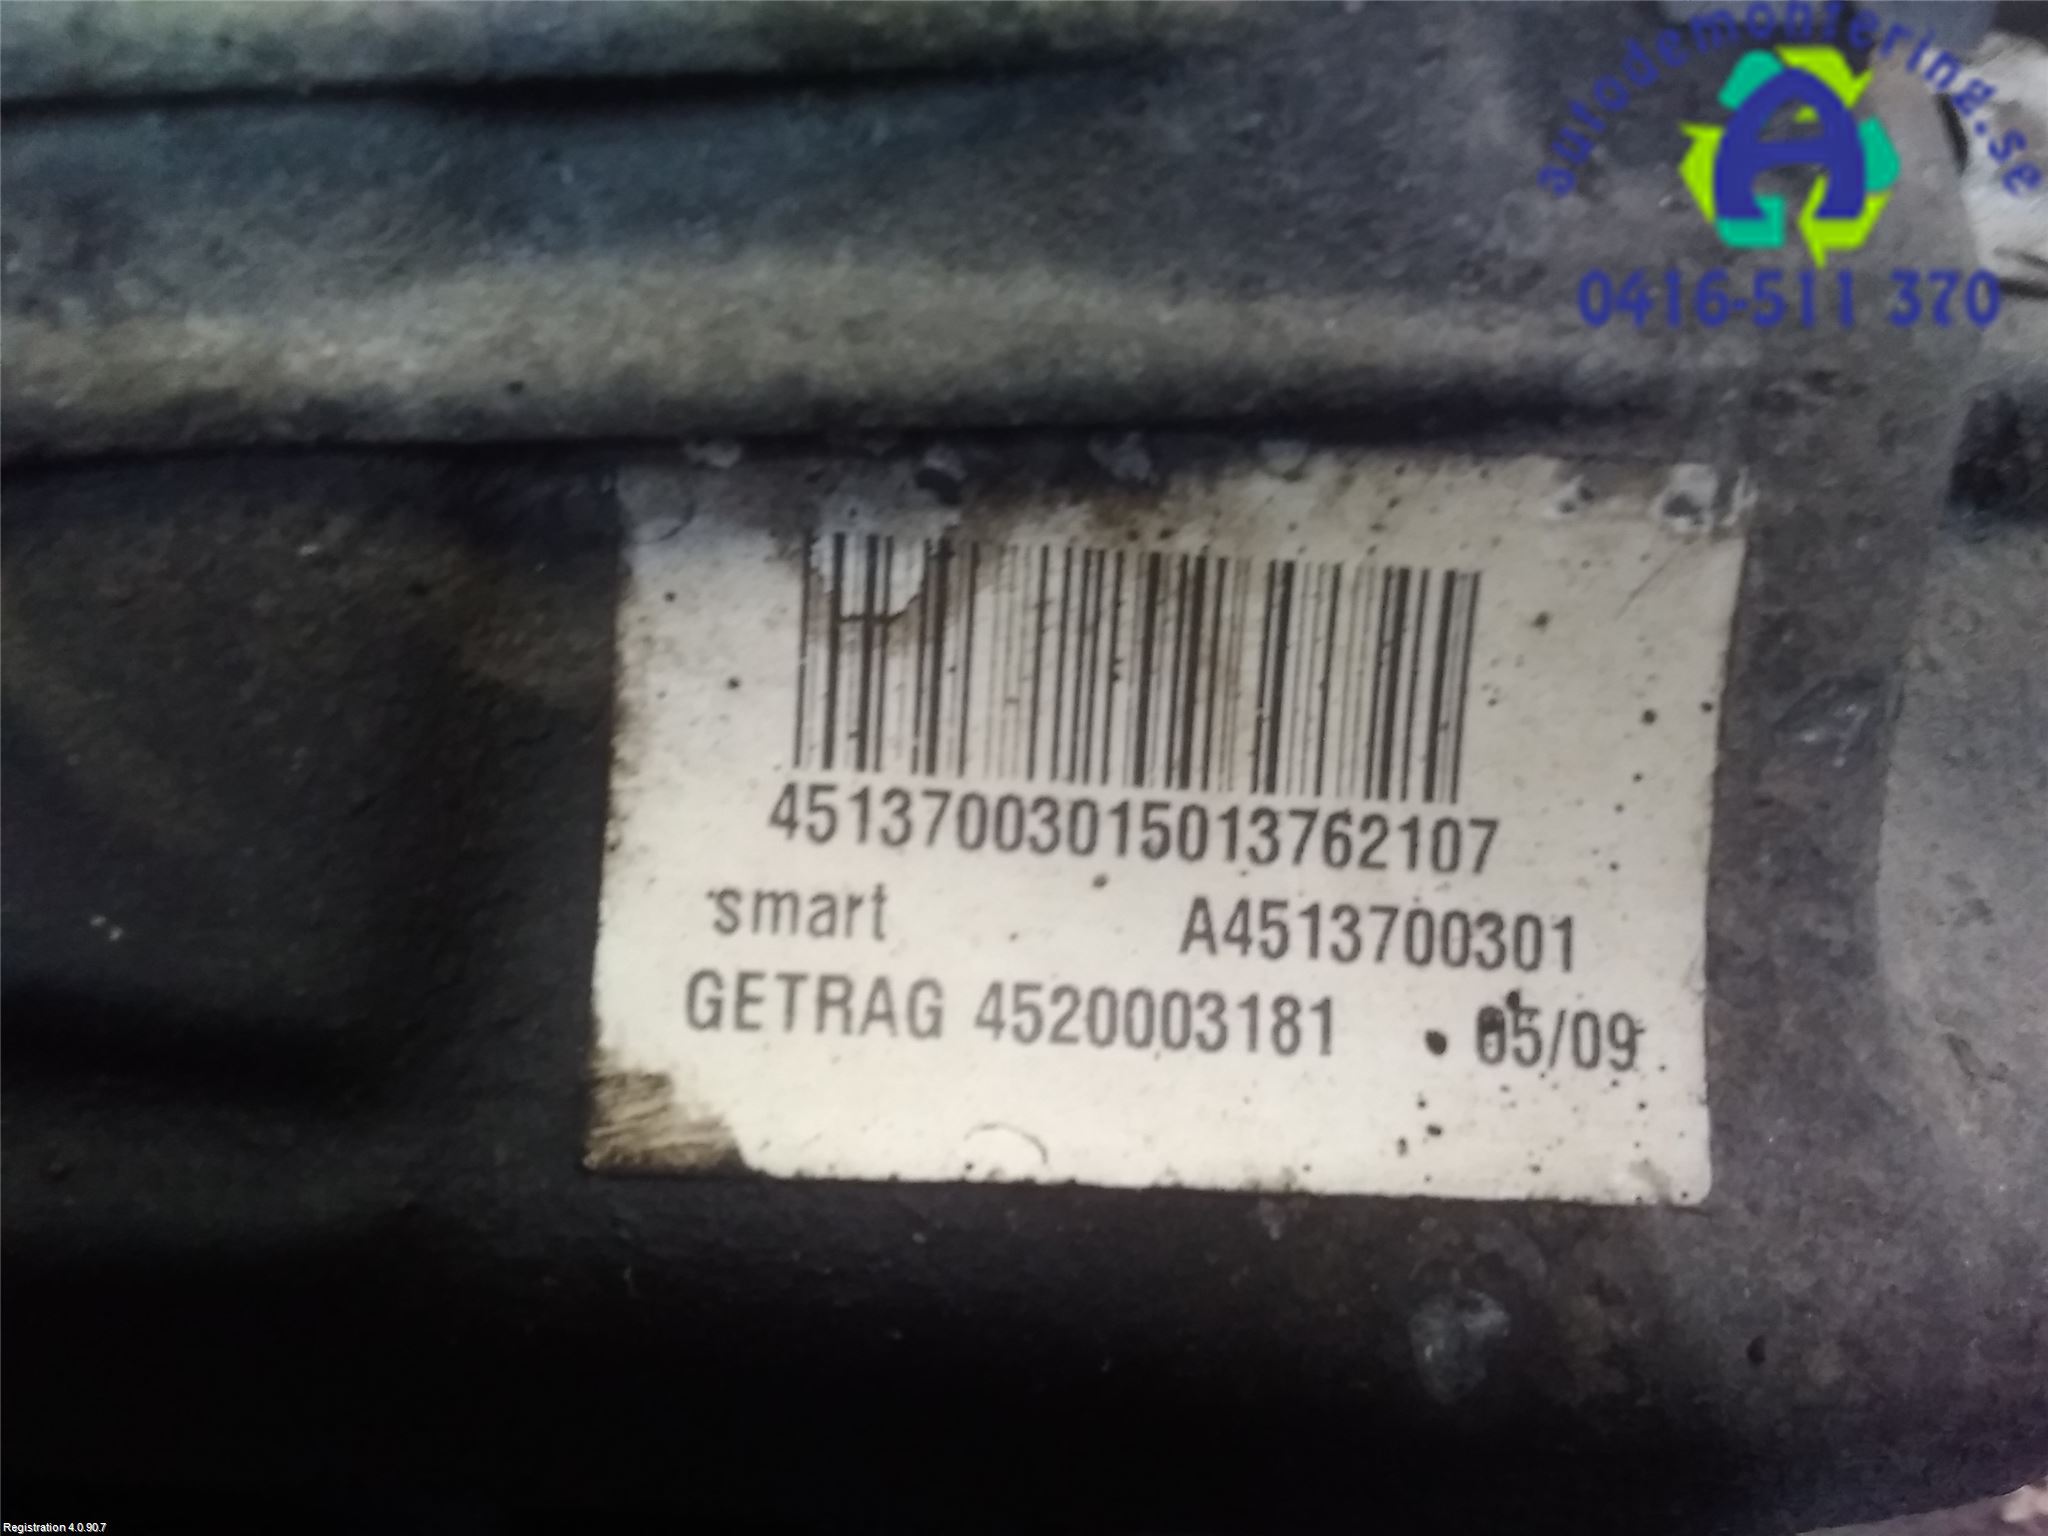 autodemontering.se
A
0416-511 370
45137003015013762107
smart A4513700301
GETRAG 4520003181 05/09
Registration 4.0.90.7